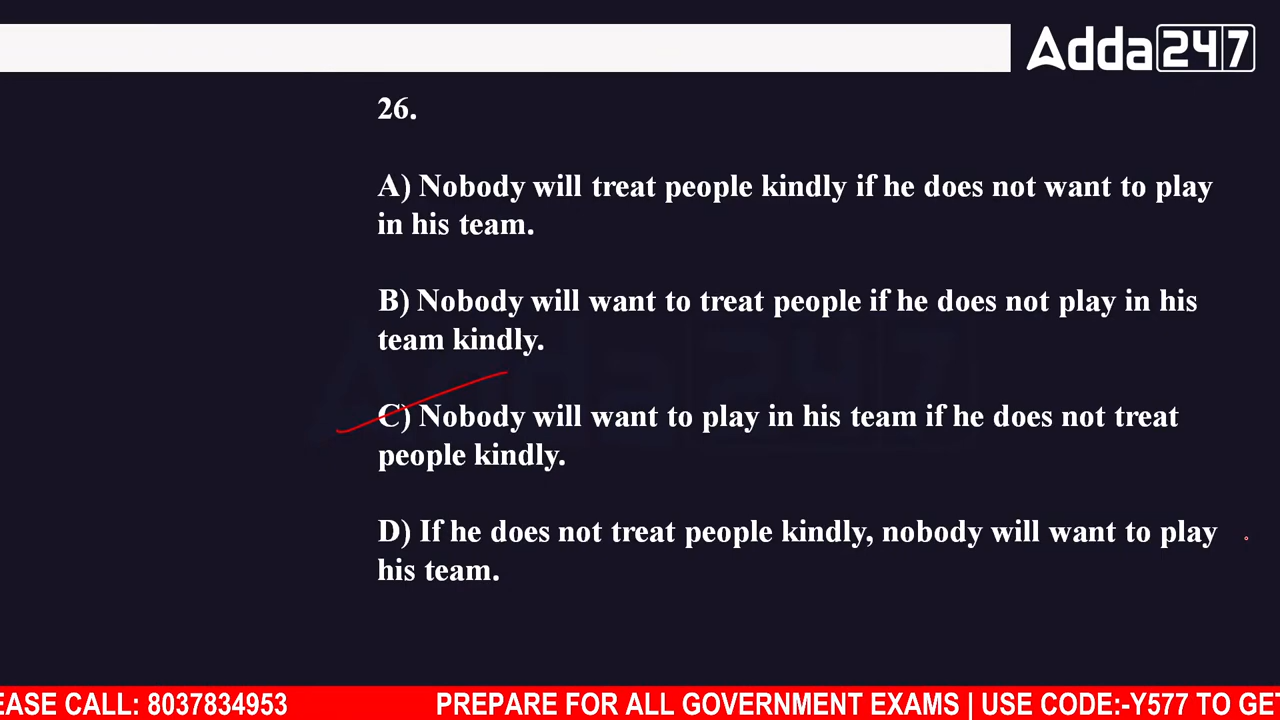 Adda247
26.
A) Nobody will treat people kindly if he does not want to play
in his team.
B) Nobody will want to treat people if he does not play in his
team kindly.
C) Nobody will want to play in his team if he does not treat
people kindly.
D) If he does not treat people kindly, nobody will want to play
his team.
Adda247
EASE CALL: 8037834953 PREPARE FOR ALL GOVERNMENT EXAMS | USE CODE:-Y577 TO GET